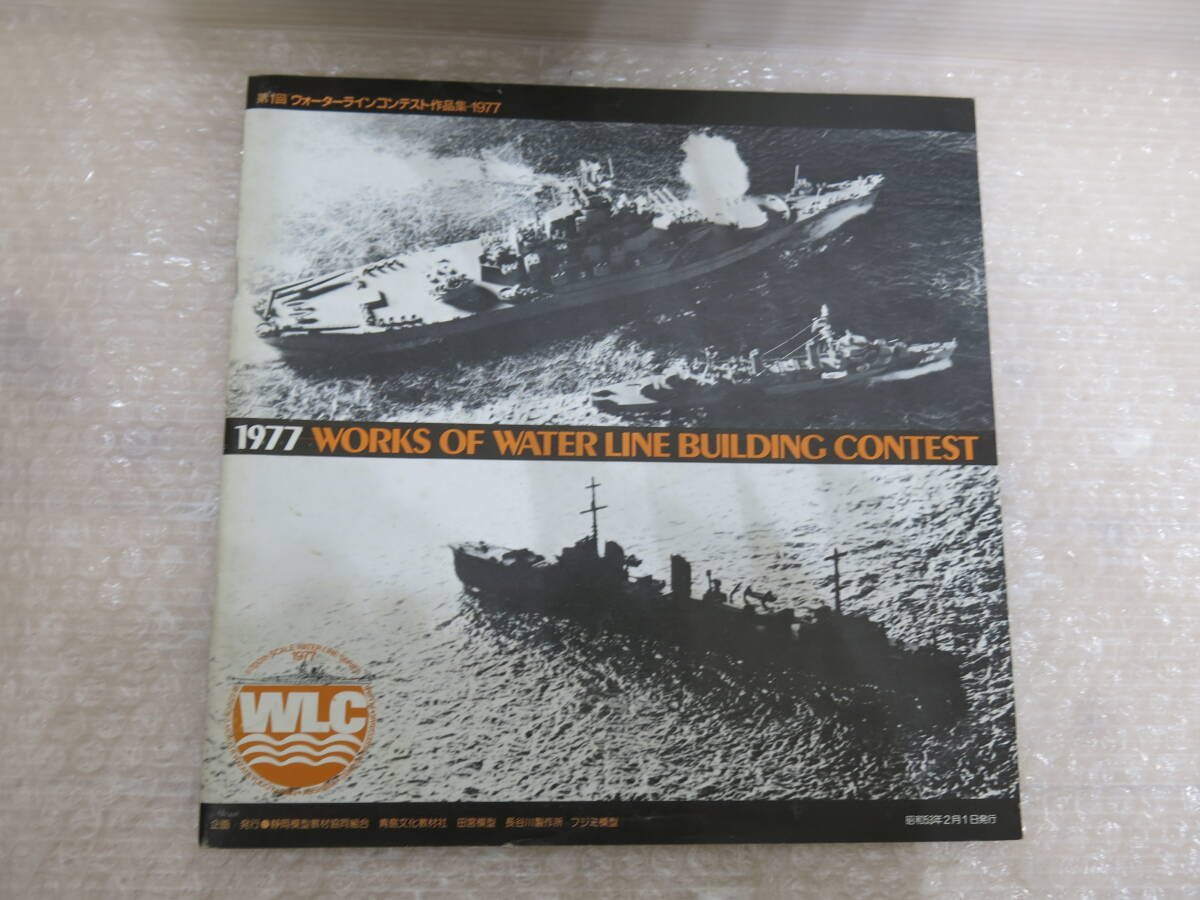 第1回 ウォーターラインコンテスト作品集-1977
1977 WORKS OF WATER LINE BUILDING CONTEST
SCALE WATER LINE SERIES
1977
WLC
企画・発行●静岡模型教材協同組合 青島文化教材社 田宮模型 長谷川製作所 フジミ模型
昭和53年2月1日発行